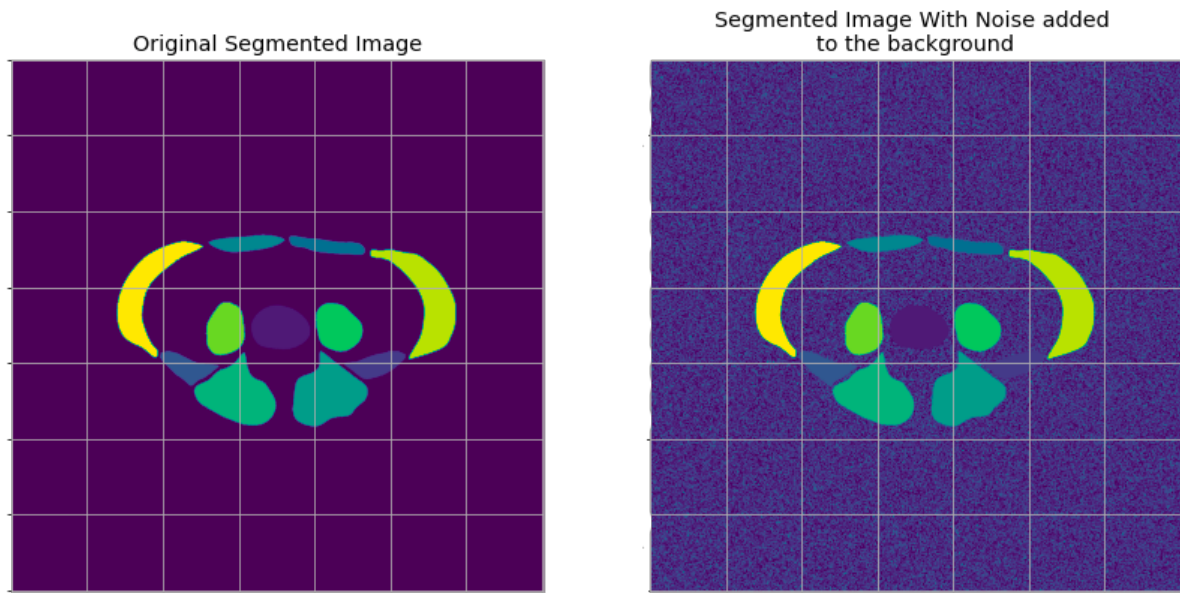 Original Segmented Image
Segmented Image With Noise added
to the background